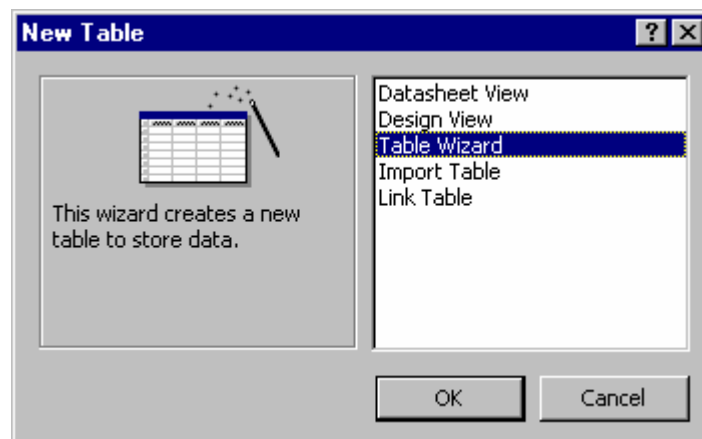 New Table
This wizard creates a new
table to store data.
Datasheet View
Design View
Table Wizard
Import Table
Link Table
OK
Cancel